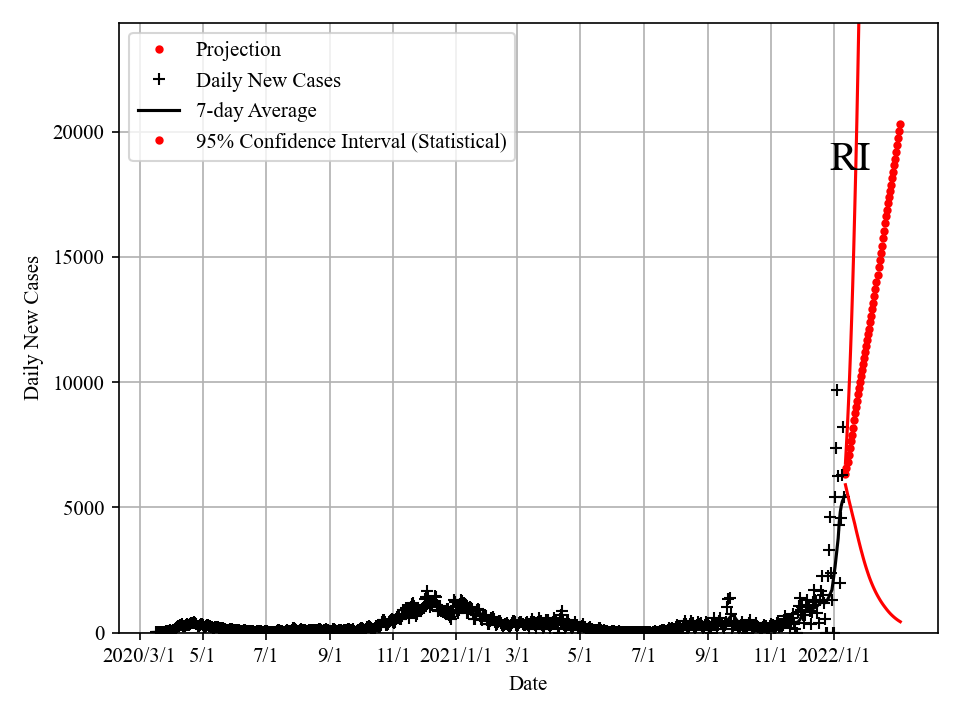 Projection
Daily New Cases
7-day Average
95% Confidence Interval (Statistical)
RI
20000
15000
10000
5000
0
Daily New Cases
2020/3/1 5/1 7/1 9/1 11/1 2021/1/1 3/1 5/1 7/1 9/1 11/1 2022/1/1
Date